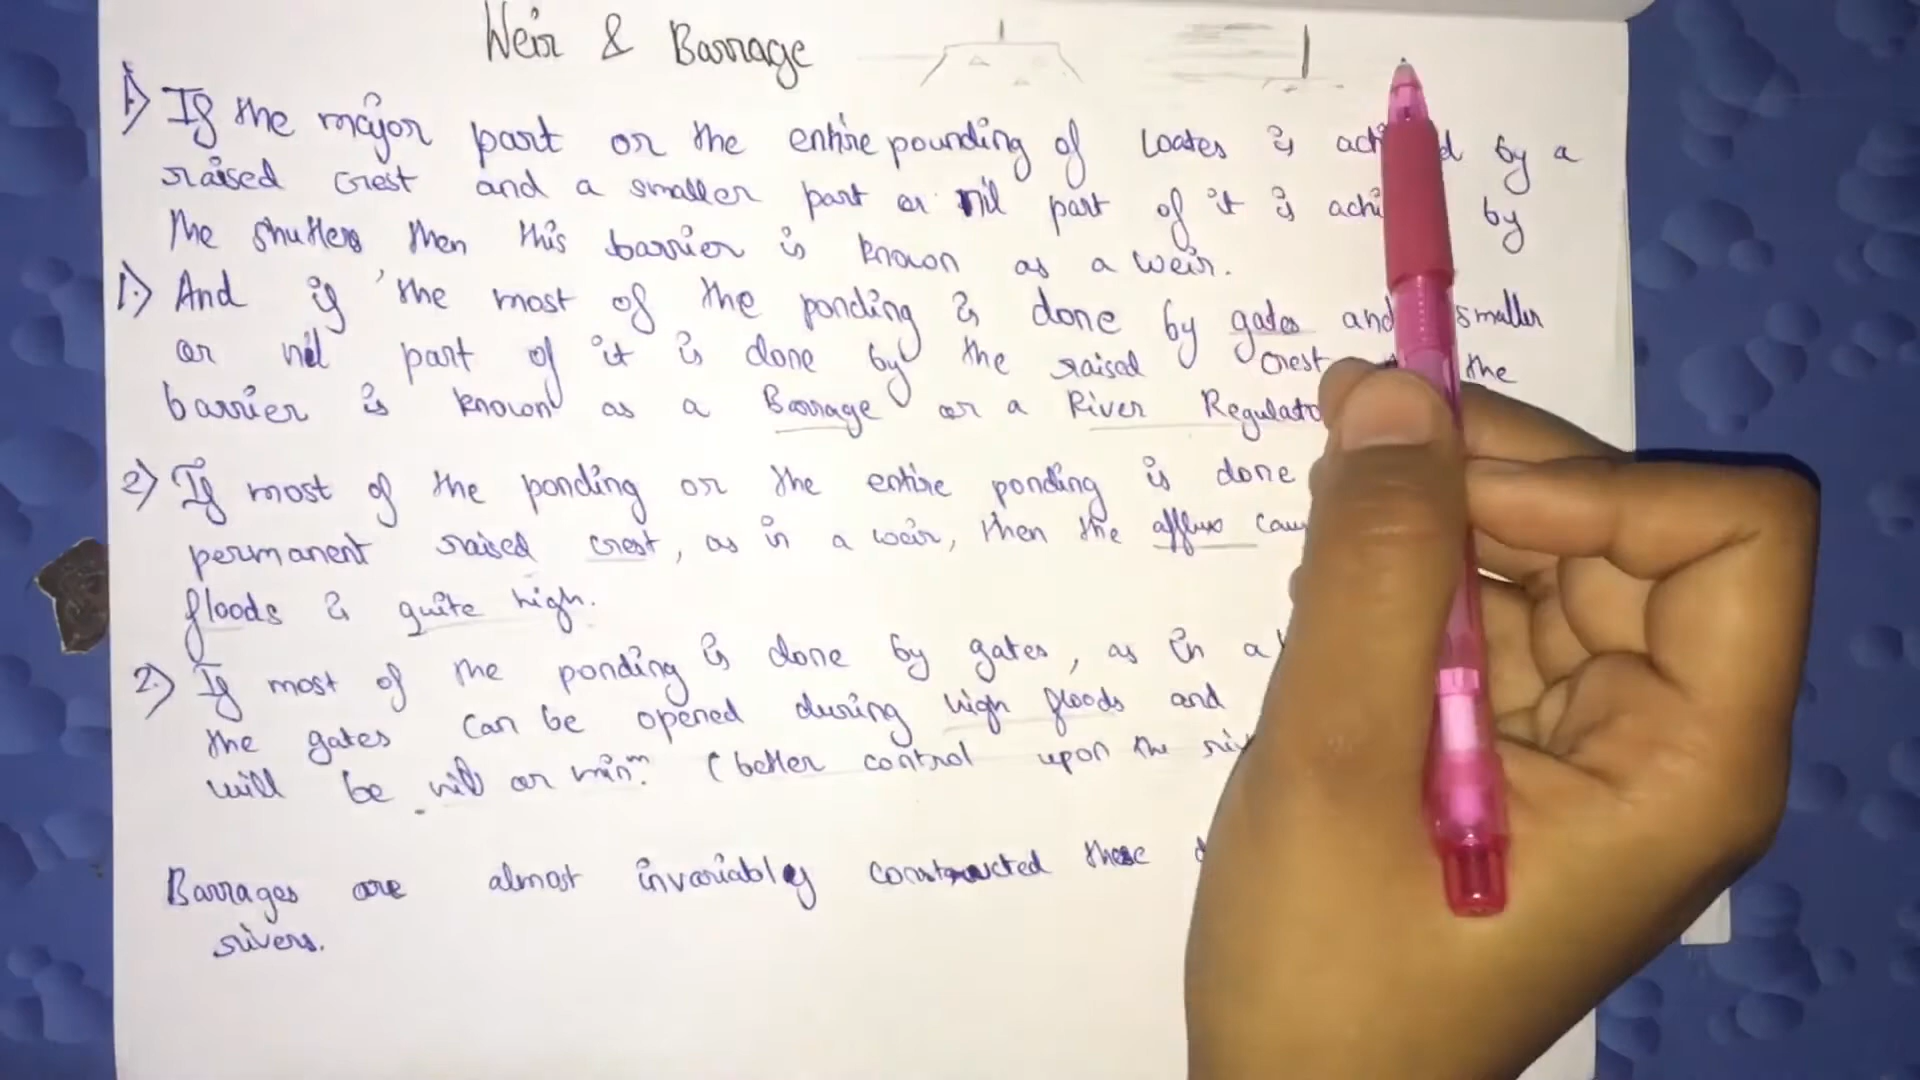 Weir & Barrage
1.) If the major part or the entire pounding of water is by a
raised crest and a smaller part or nil part of it is by
the shutters then this barrier is known as a weir.
1.) And if the most of the ponding is done by gates and smaller
or nil part of it is done by the raised crest the
barrier is known as a Barrage or a River
2) If most of the ponding or the entire ponding is done
permanent raised crest, as in a weir, then the afflux
floods is quite high.
2.) If most of the ponding is done by gates, as in a
the gates can be opened during high floods and
will be nil or minm. (better control upon the
Barrages are almost invariably constructed these
rivers.